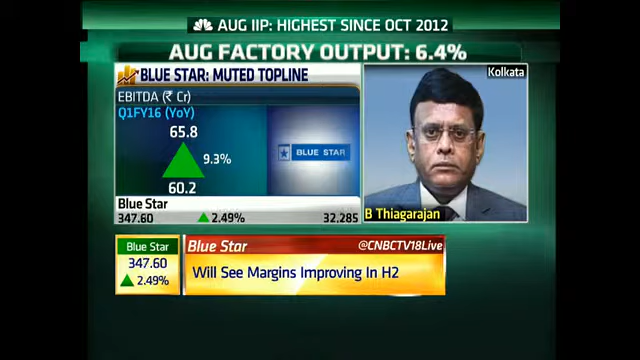 AUG IIP: HIGHEST SINCE OCT 2012
AUG FACTORY OUTPUT: 6.4%
BLUE STAR: MUTED TOPLINE
EBITDA (₹ Cr)
Q1FY16 (YoY)
65.8
9.3%
60.2
BLUE STAR
Blue Star
347.60 2.49% 32,285
Kolkata
B Thiagarajan
Blue Star
347.60
2.49%
Blue Star @CNBCTV18Live
Will See Margins Improving In H2